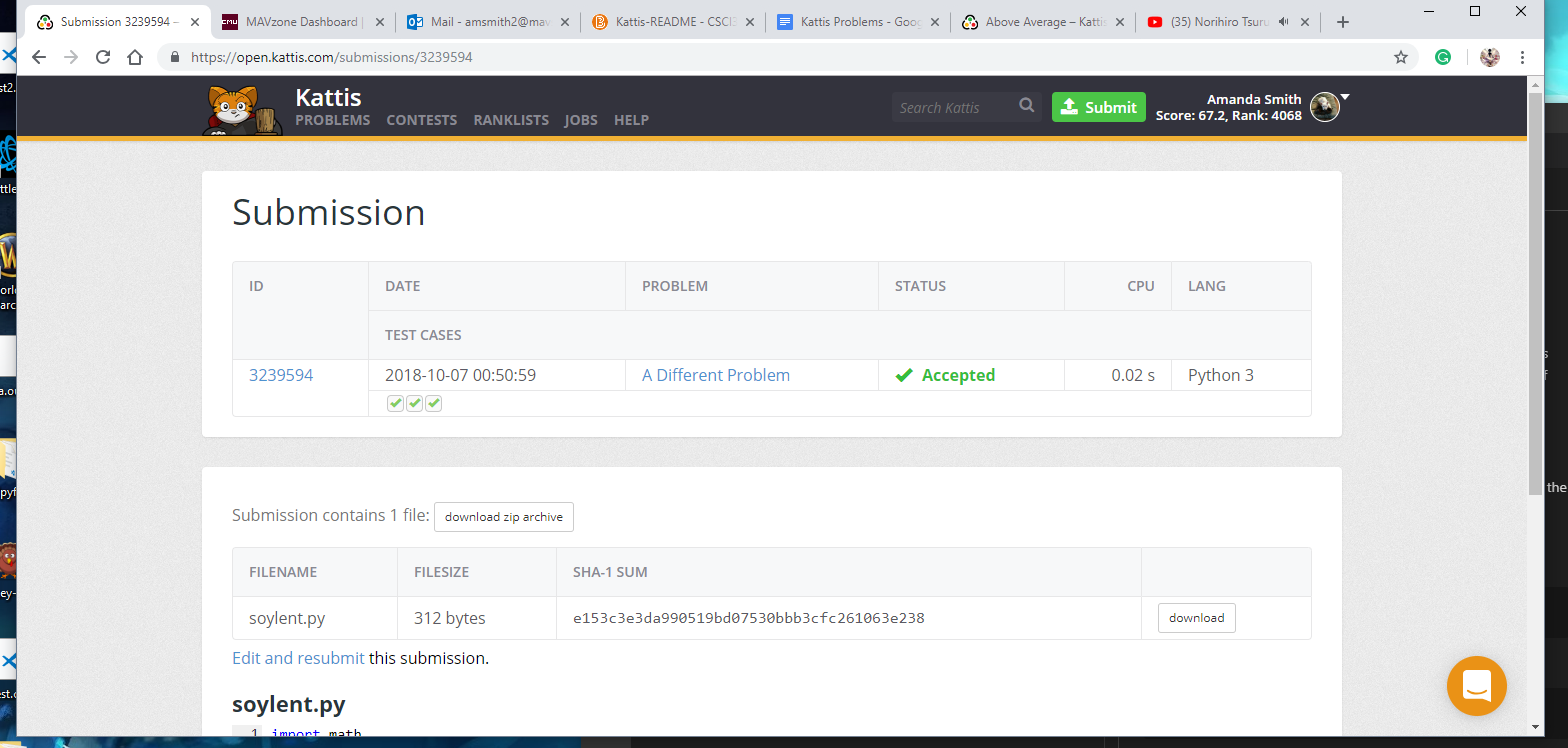 Submission 3239594 –
MAVzone Dashboard |
Mail - amsmith2@mav
Kattis-README - CSCI3
Kattis Problems - Goog
Above Average – Kattis
(35) Norihiro Tsuru
https://open.kattis.com/submissions/3239594
Kattis
PROBLEMS CONTESTS RANKLISTS JOBS HELP
Search Kattis
Submit
Amanda Smith
Score: 67.2, Rank: 4068
Submission
ID DATE PROBLEM STATUS CPU LANG
TEST CASES
3239594 2018-10-07 00:50:59 A Different Problem Accepted 0.02 s Python 3
Submission contains 1 file: download zip archive
FILENAME FILESIZE SHA-1 SUM
soylent.py 312 bytes e153c3e3da990519bd07530bbb3cfc261063e238 download
Edit and resubmit this submission.
soylent.py
1 import math
the